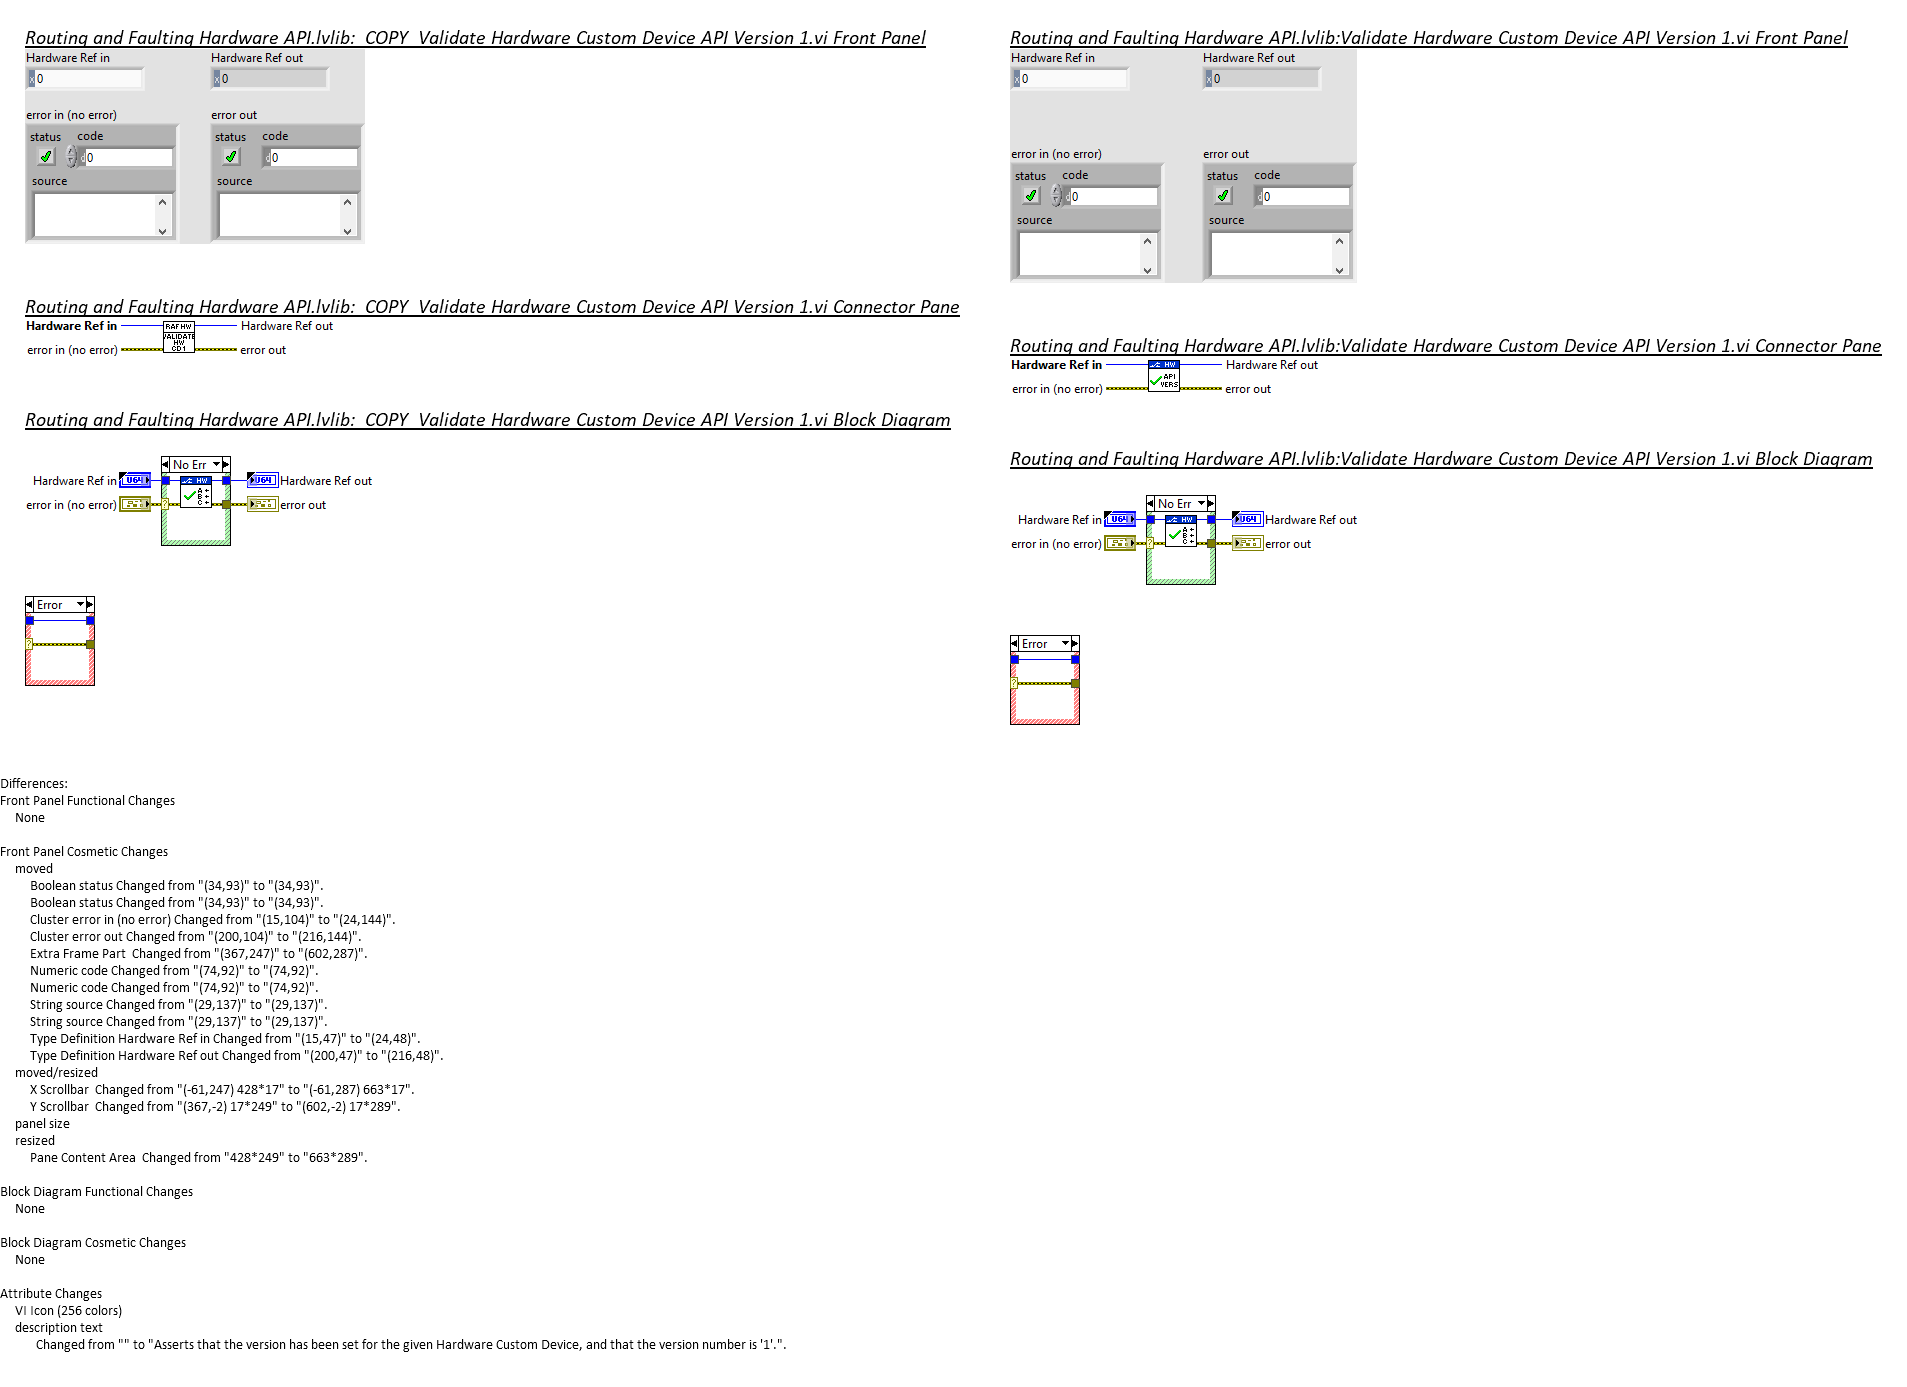 Routing and Faulting Hardware API.lvlib:  COPY  Validate Hardware Custom Device API Version 1.vi Front Panel
Hardware Ref in
Hardware Ref out
x 0
x 0
error in (no error)
error out
status code
status code
d 0
d 0
source
source
Routing and Faulting Hardware API.lvlib:  COPY  Validate Hardware Custom Device API Version 1.vi Connector Pane
Hardware Ref in
RAF HW
VALIDATE
HW
CD1
Hardware Ref out
error in (no error)
error out
Routing and Faulting Hardware API.lvlib:  COPY  Validate Hardware Custom Device API Version 1.vi Block Diagram
No Err
Hardware Ref in
U64
HW
A
B
C
U64
Hardware Ref out
error in (no error)
?
error out
Error
?
Routing and Faulting Hardware API.lvlib:Validate Hardware Custom Device API Version 1.vi Front Panel
Hardware Ref in
Hardware Ref out
x 0
x 0
error in (no error)
error out
status code
status code
d 0
d 0
source
source
Routing and Faulting Hardware API.lvlib:Validate Hardware Custom Device API Version 1.vi Connector Pane
Hardware Ref in
HW
API
VERS
Hardware Ref out
error in (no error)
error out
Routing and Faulting Hardware API.lvlib:Validate Hardware Custom Device API Version 1.vi Block Diagram
No Err
Hardware Ref in
U64
HW
A
B
C
U64
Hardware Ref out
error in (no error)
?
error out
Error
?
Differences:
Front Panel Functional Changes
None
Front Panel Cosmetic Changes
moved
Boolean status Changed from "(34,93)" to "(34,93)".
Boolean status Changed from "(34,93)" to "(34,93)".
Cluster error in (no error) Changed from "(15,104)" to "(24,144)".
Cluster error out Changed from "(200,104)" to "(216,144)".
Extra Frame Part  Changed from "(367,247)" to "(602,287)".
Numeric code Changed from "(74,92)" to "(74,92)".
Numeric code Changed from "(74,92)" to "(74,92)".
String source Changed from "(29,137)" to "(29,137)".
String source Changed from "(29,137)" to "(29,137)".
Type Definition Hardware Ref in Changed from "(15,47)" to "(24,48)".
Type Definition Hardware Ref out Changed from "(200,47)" to "(216,48)".
moved/resized
X Scrollbar  Changed from "(-61,247) 428*17" to "(-61,287) 663*17".
Y Scrollbar  Changed from "(367,-2) 17*249" to "(602,-2) 17*289".
panel size
resized
Pane Content Area  Changed from "428*249" to "663*289".
Block Diagram Functional Changes
None
Block Diagram Cosmetic Changes
None
Attribute Changes
VI Icon (256 colors)
description text
Changed from "" to "Asserts that the version has been set for the given Hardware Custom Device, and that the version number is '1'.".